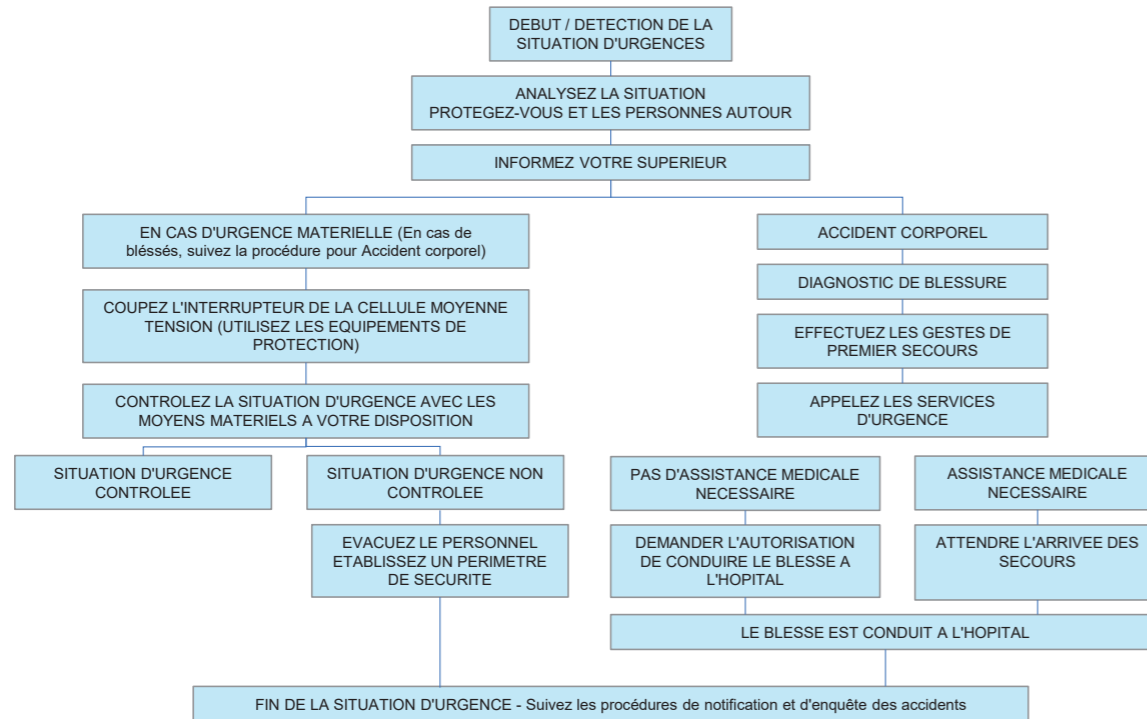 DEBUT / DETECTION DE LA
SITUATION D'URGENCES
ANALYSEZ LA SITUATION
PROTEGEZ-VOUS ET LES PERSONNES AUTOUR
INFORMEZ VOTRE SUPERIEUR
EN CAS D'URGENCE MATERIELLE (En cas de
bléssés, suivez la procédure pour Accident corporel)
COUPEZ L'INTERRUPTEUR DE LA CELLULE MOYENNE
TENSION (UTILISEZ LES EQUIPEMENTS DE
PROTECTION)
CONTROLEZ LA SITUATION D'URGENCE AVEC LES
MOYENS MATERIELS A VOTRE DISPOSITION
SITUATION D'URGENCE
CONTROLEE
SITUATION D'URGENCE NON
CONTROLEE
EVACUEZ LE PERSONNEL
ETABLISSEZ UN PERIMETRE
DE SECURITE
ACCIDENT CORPOREL
DIAGNOSTIC DE BLESSURE
EFFECTUEZ LES GESTES DE
PREMIER SECOURS
APPELEZ LES SERVICES
D'URGENCE
PAS D'ASSISTANCE MEDICALE
NECESSAIRE
ASSISTANCE MEDICALE
NECESSAIRE
DEMANDER L'AUTORISATION
DE CONDUIRE LE BLESSE A
L'HOPITAL
ATTENDRE L'ARRIVEE DES
SECOURS
LE BLESSE EST CONDUIT A L'HOPITAL
FIN DE LA SITUATION D'URGENCE - Suivez les procédures de notification et d'enquête des accidents